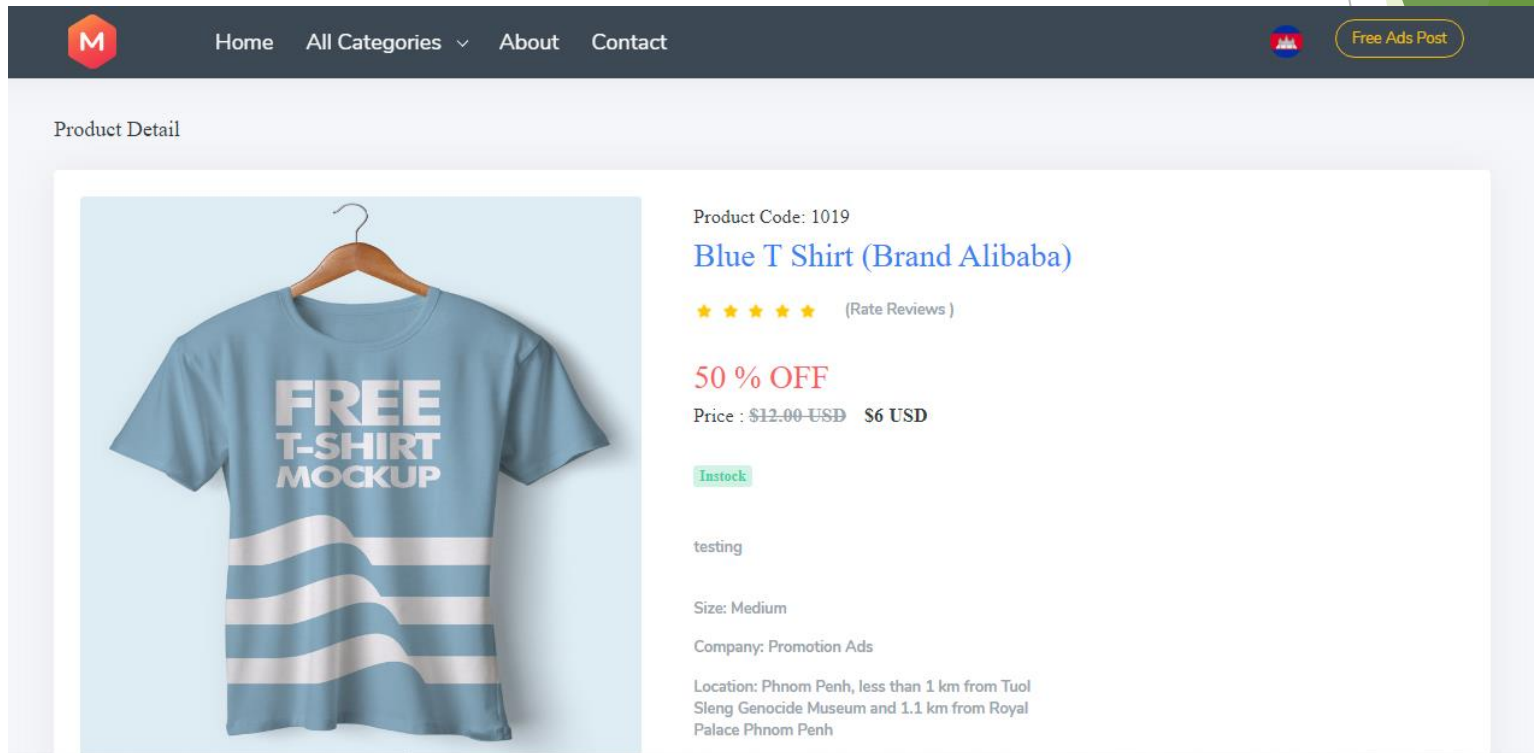 M
Home All Categories About Contact
Free Ads Post
Product Detail
FREE
T-SHIRT
MOCKUP
Product Code: 1019
Blue T Shirt (Brand Alibaba)
(Rate Reviews )
50 % OFF
Price : $12.00 USD $6 USD
Instock
testing
Size: Medium
Company: Promotion Ads
Location: Phnom Penh, less than 1 km from Tuol
Sleng Genocide Museum and 1.1 km from Royal
Palace Phnom Penh